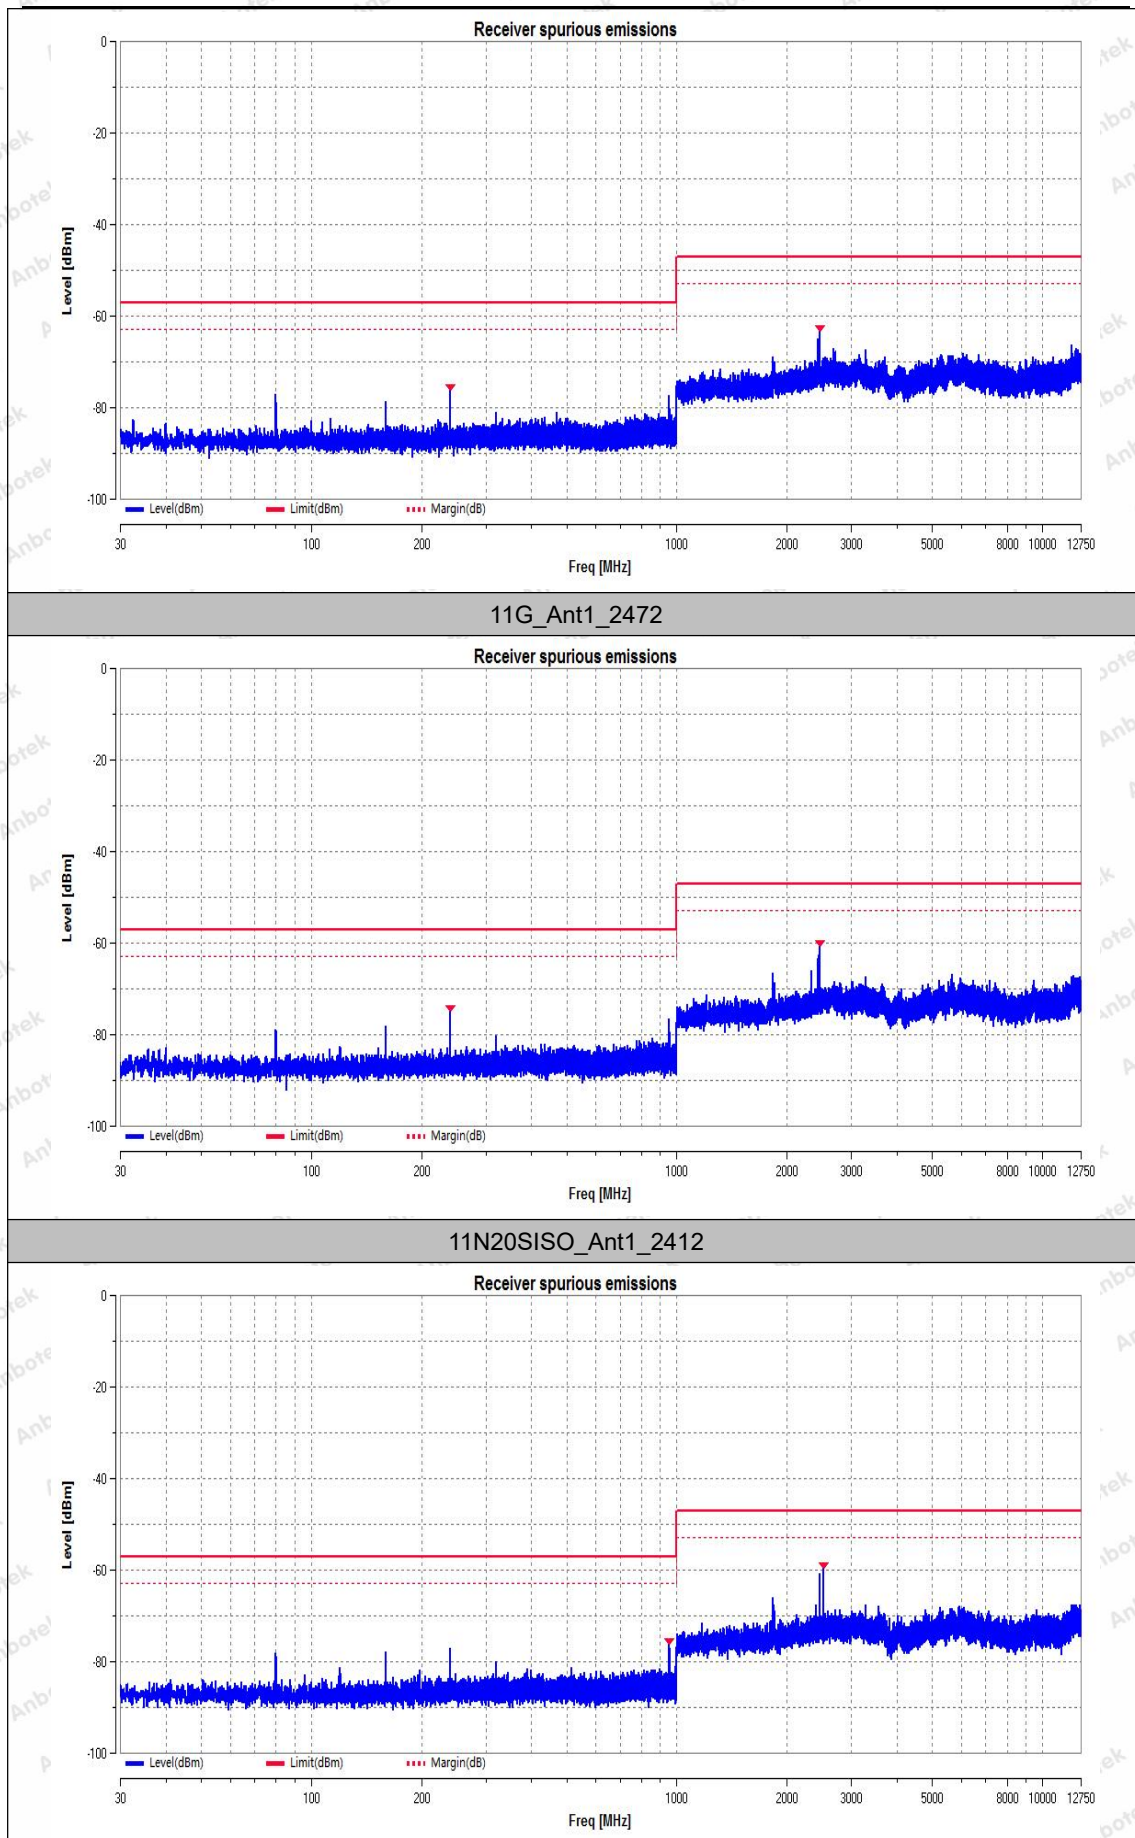 Receiver spurious emissions
0
-20
-40
-60
-80
-100
Level [dBm]
Level(dBm) Limit(dBm) Margin(dB)
30 100 200 1000 2000 3000 5000 8000 10000 12750
Freq [MHz]
11G_Ant1_2472
Receiver spurious emissions
0
-20
-40
-60
-80
-100
Level [dBm]
Level(dBm) Limit(dBm) Margin(dB)
30 100 200 1000 2000 3000 5000 8000 10000 12750
Freq [MHz]
11N20SISO_Ant1_2412
Receiver spurious emissions
0
-20
-40
-60
-80
-100
Level [dBm]
Level(dBm) Limit(dBm) Margin(dB)
30 100 200 1000 2000 3000 5000 8000 10000 12750
Freq [MHz]